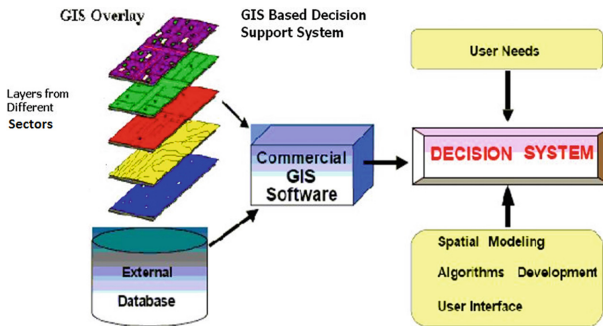 GIS Overlay
GIS Based Decision
Support System
Layers from
Different
Sectors
Commercial
GIS
Software
External
Database
User Needs
DECISION SYSTEM
Spatial Modeling
Algorithms Development
User Interface